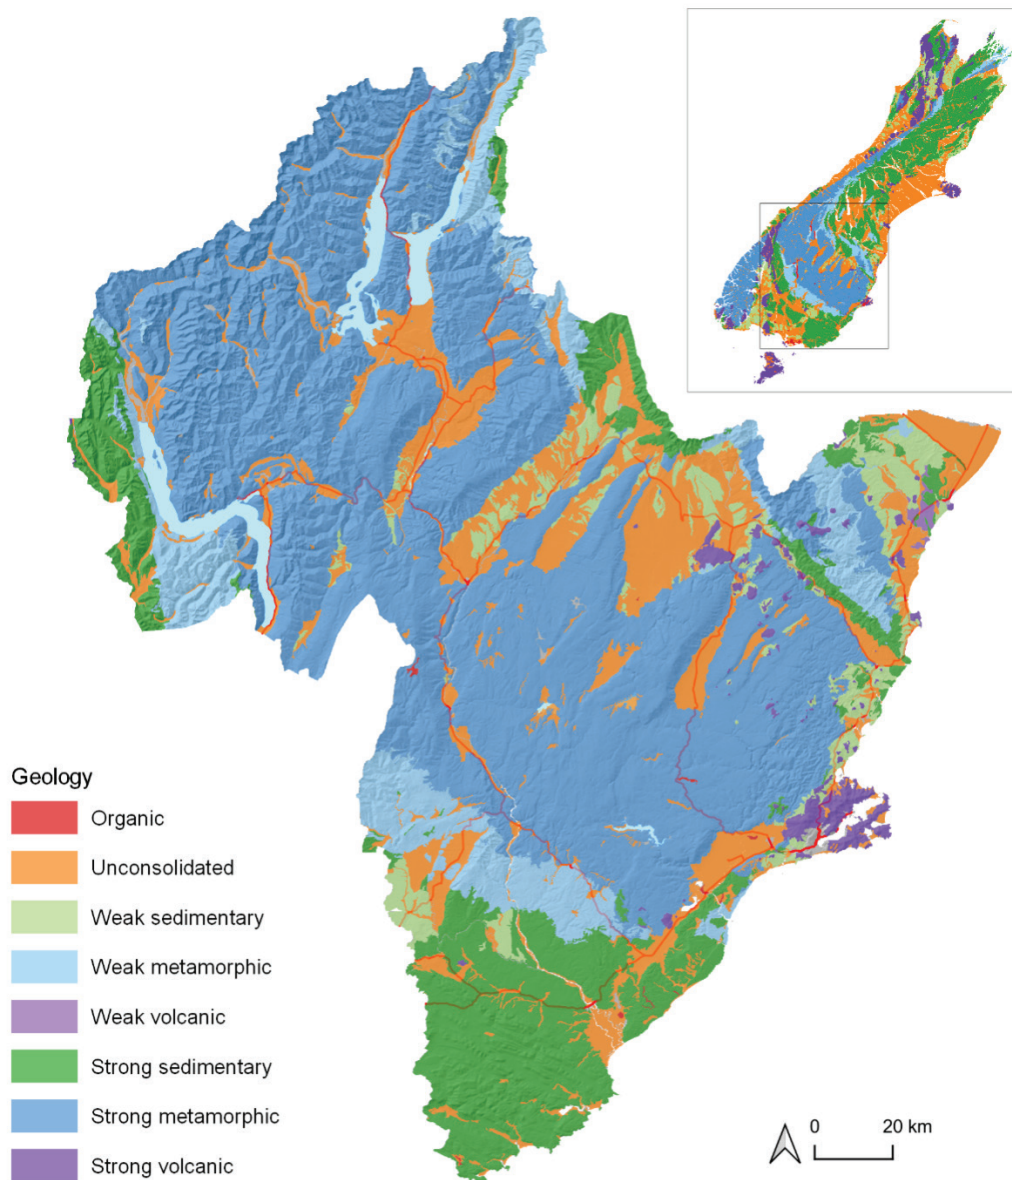 Geology
Organic
Unconsolidated
Weak sedimentary
Weak metamorphic
Weak volcanic
Strong sedimentary
Strong metamorphic
Strong volcanic
0 20 km